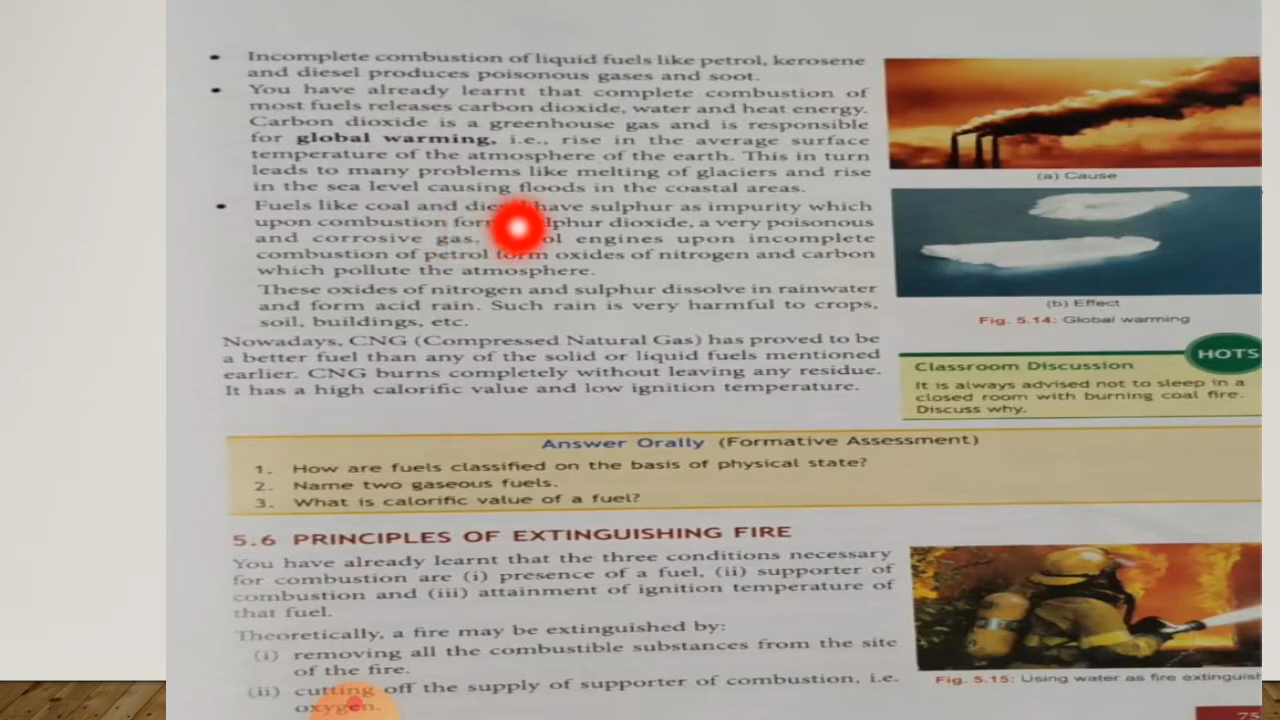 • Incomplete combustion of liquid fuels like petrol, kerosene
and diesel produces poisonous gases and soot.
• You have already learnt that complete combustion of
most fuels releases carbon dioxide, water and heat energy.
Carbon dioxide is a greenhouse gas and is responsible
for global warming, i.e., rise in the average surface
temperature of the atmosphere of the earth. This in turn
leads to many problems like melting of glaciers and rise
in the sea level causing floods in the coastal areas.
• Fuels like coal and have sulphur as impurity which
upon combustion dioxide, a very poisonous
and corrosive gas. engines upon incomplete
combustion of petrol form oxides of nitrogen and carbon
which pollute the atmosphere.
These oxides of nitrogen and sulphur dissolve in rainwater
and form acid rain. Such rain is very harmful to crops,
soil, buildings, etc.
Nowadays, CNG (Compressed Natural Gas) has proved to be
a better fuel than any of the solid or liquid fuels mentioned
earlier. CNG burns completely without leaving any residue.
It has a high calorific value and low ignition temperature.
(a) Cause
(b) Effect
Fig. 5.14: Global warming
HOTS
Classroom Discussion
It is always advised not to sleep in a
closed room with burning coal fire.
Discuss why.
Answer Orally (Formative Assessment)
1. How are fuels classified on the basis of physical state?
2. Name two gaseous fuels.
3. What is calorific value of a fuel?
5.6 PRINCIPLES OF EXTINGUISHING FIRE
You have already learnt that the three conditions necessary
for combustion are (i) presence of a fuel, (ii) supporter of
combustion and (iii) attainment of ignition temperature of
that fuel.
Theoretically, a fire may be extinguished by:
(i) removing all the combustible substances from the site
of the fire.
(ii) cutting off the supply of supporter of combustion, i.e.
oxygen.
Fig. 5.15: Using water as fire
75